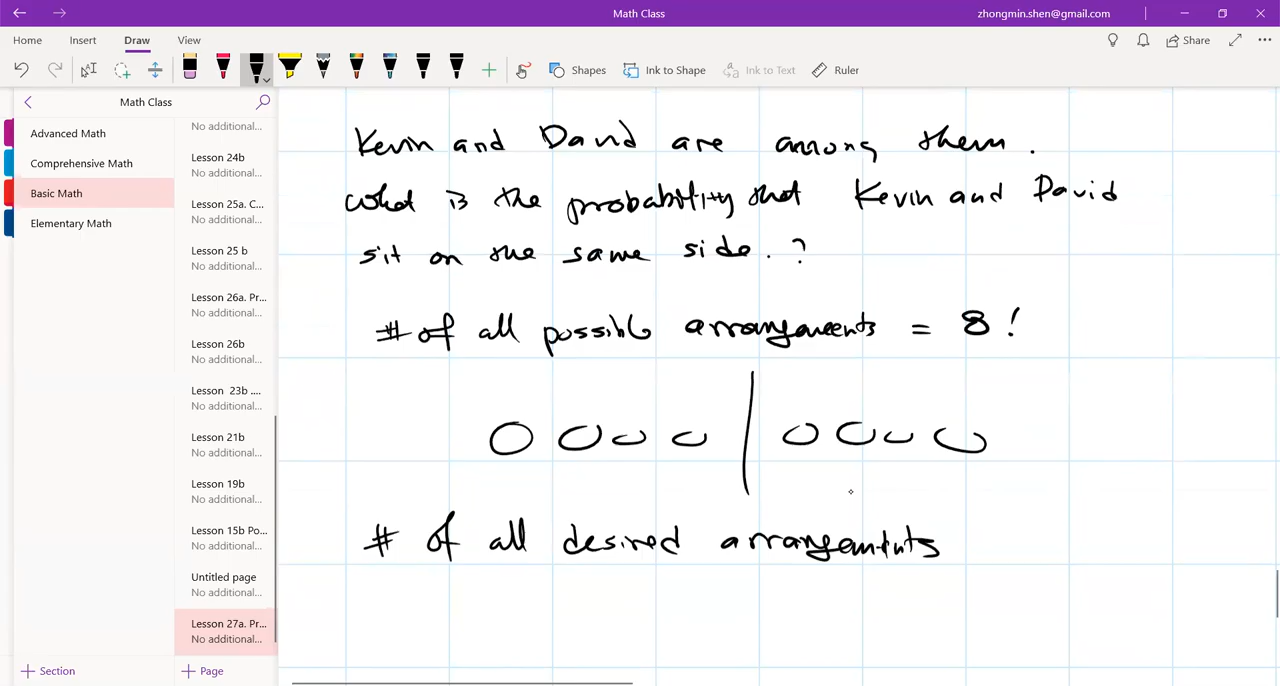 Math Class
zhongmin.shen@gmail.com
Home
Insert
Draw
View
Share
Shapes
Ink to Shape
Ink to Text
Ruler
Math Class
Advanced Math
Comprehensive Math
Basic Math
Elementary Math
No additional...
Lesson 24b
No additional...
Lesson 25a. C...
No additional...
Lesson 25 b
No additional...
Lesson 26a. Pr...
No additional...
Lesson 26b
No additional...
Lesson 23b ....
No additional...
Lesson 21b
No additional...
Lesson 19b
No additional...
Lesson 15b Po...
No additional...
Untitled page
No additional...
Lesson 27a. Pr...
No additional...
Section
Page
Kevin and David are among them.
what is the probability that Kevin and David
sit on the same side.?
# of all possible arrangements = 8!
# of all desired arrangements